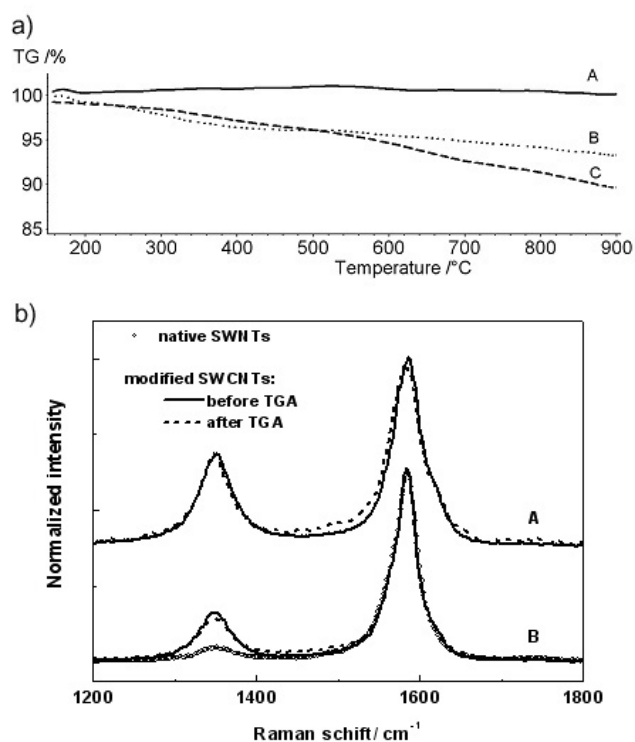 a)
TG /%
100
95
90
85
A
B
C
200 300 400 500 600 700 800 900
Temperature /°C
b)
native SWNTs
modified SWCNTs:
before TGA
after TGA
A
B
Normalized intensity
1200 1400 1600 1800
Raman schift/ cm⁻¹